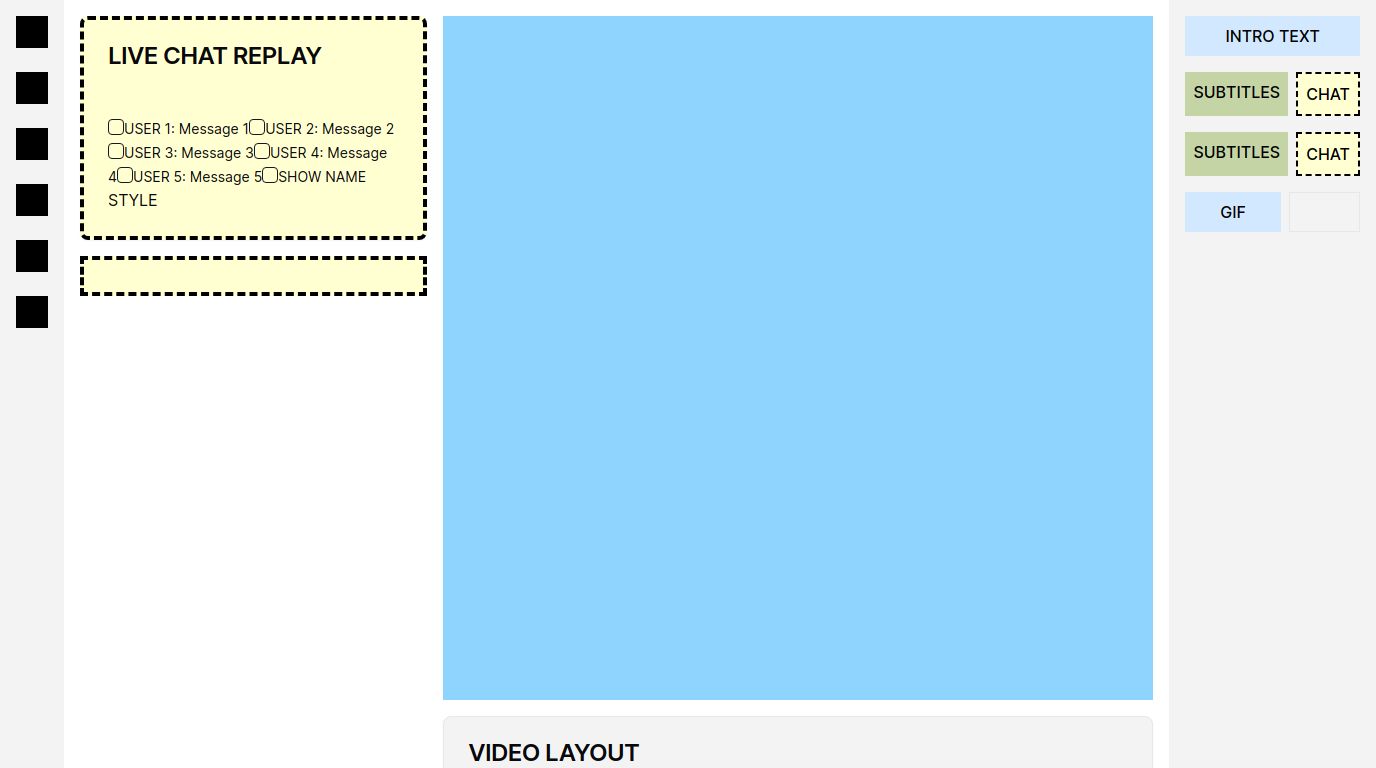 LIVE CHAT REPLAY
USER 1: Message 1 USER 2: Message 2
USER 3: Message 3 USER 4: Message
4 USER 5: Message 5 SHOW NAME
STYLE
VIDEO LAYOUT
INTRO TEXT
SUBTITLES CHAT
SUBTITLES CHAT
GIF